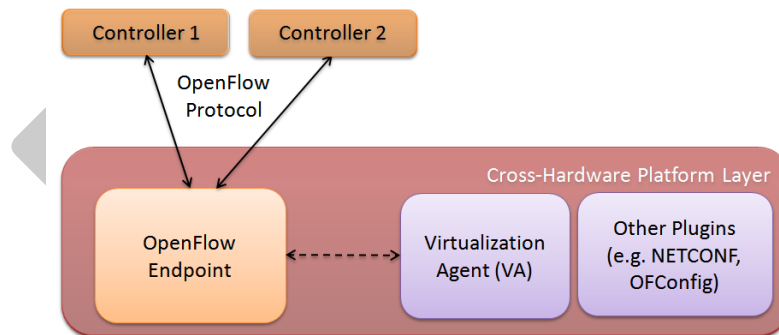 Controller 1
Controller 2
OpenFlow
Protocol
Cross-Hardware Platform Layer
OpenFlow
Endpoint
Virtualization
Agent (VA)
Other Plugins
(e.g. NETCONF,
OFConfig)